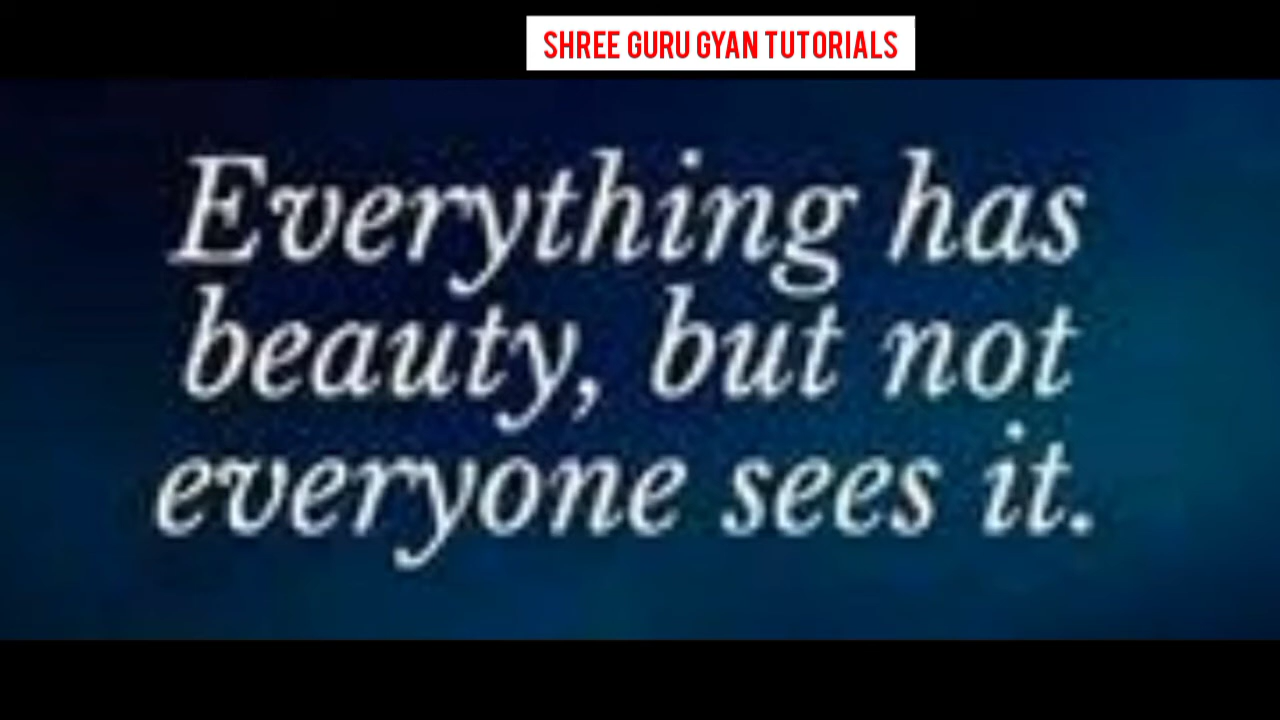 SHREE GURU GYAN TUTORIALS
Everything has
beauty, but not
everyone sees it.